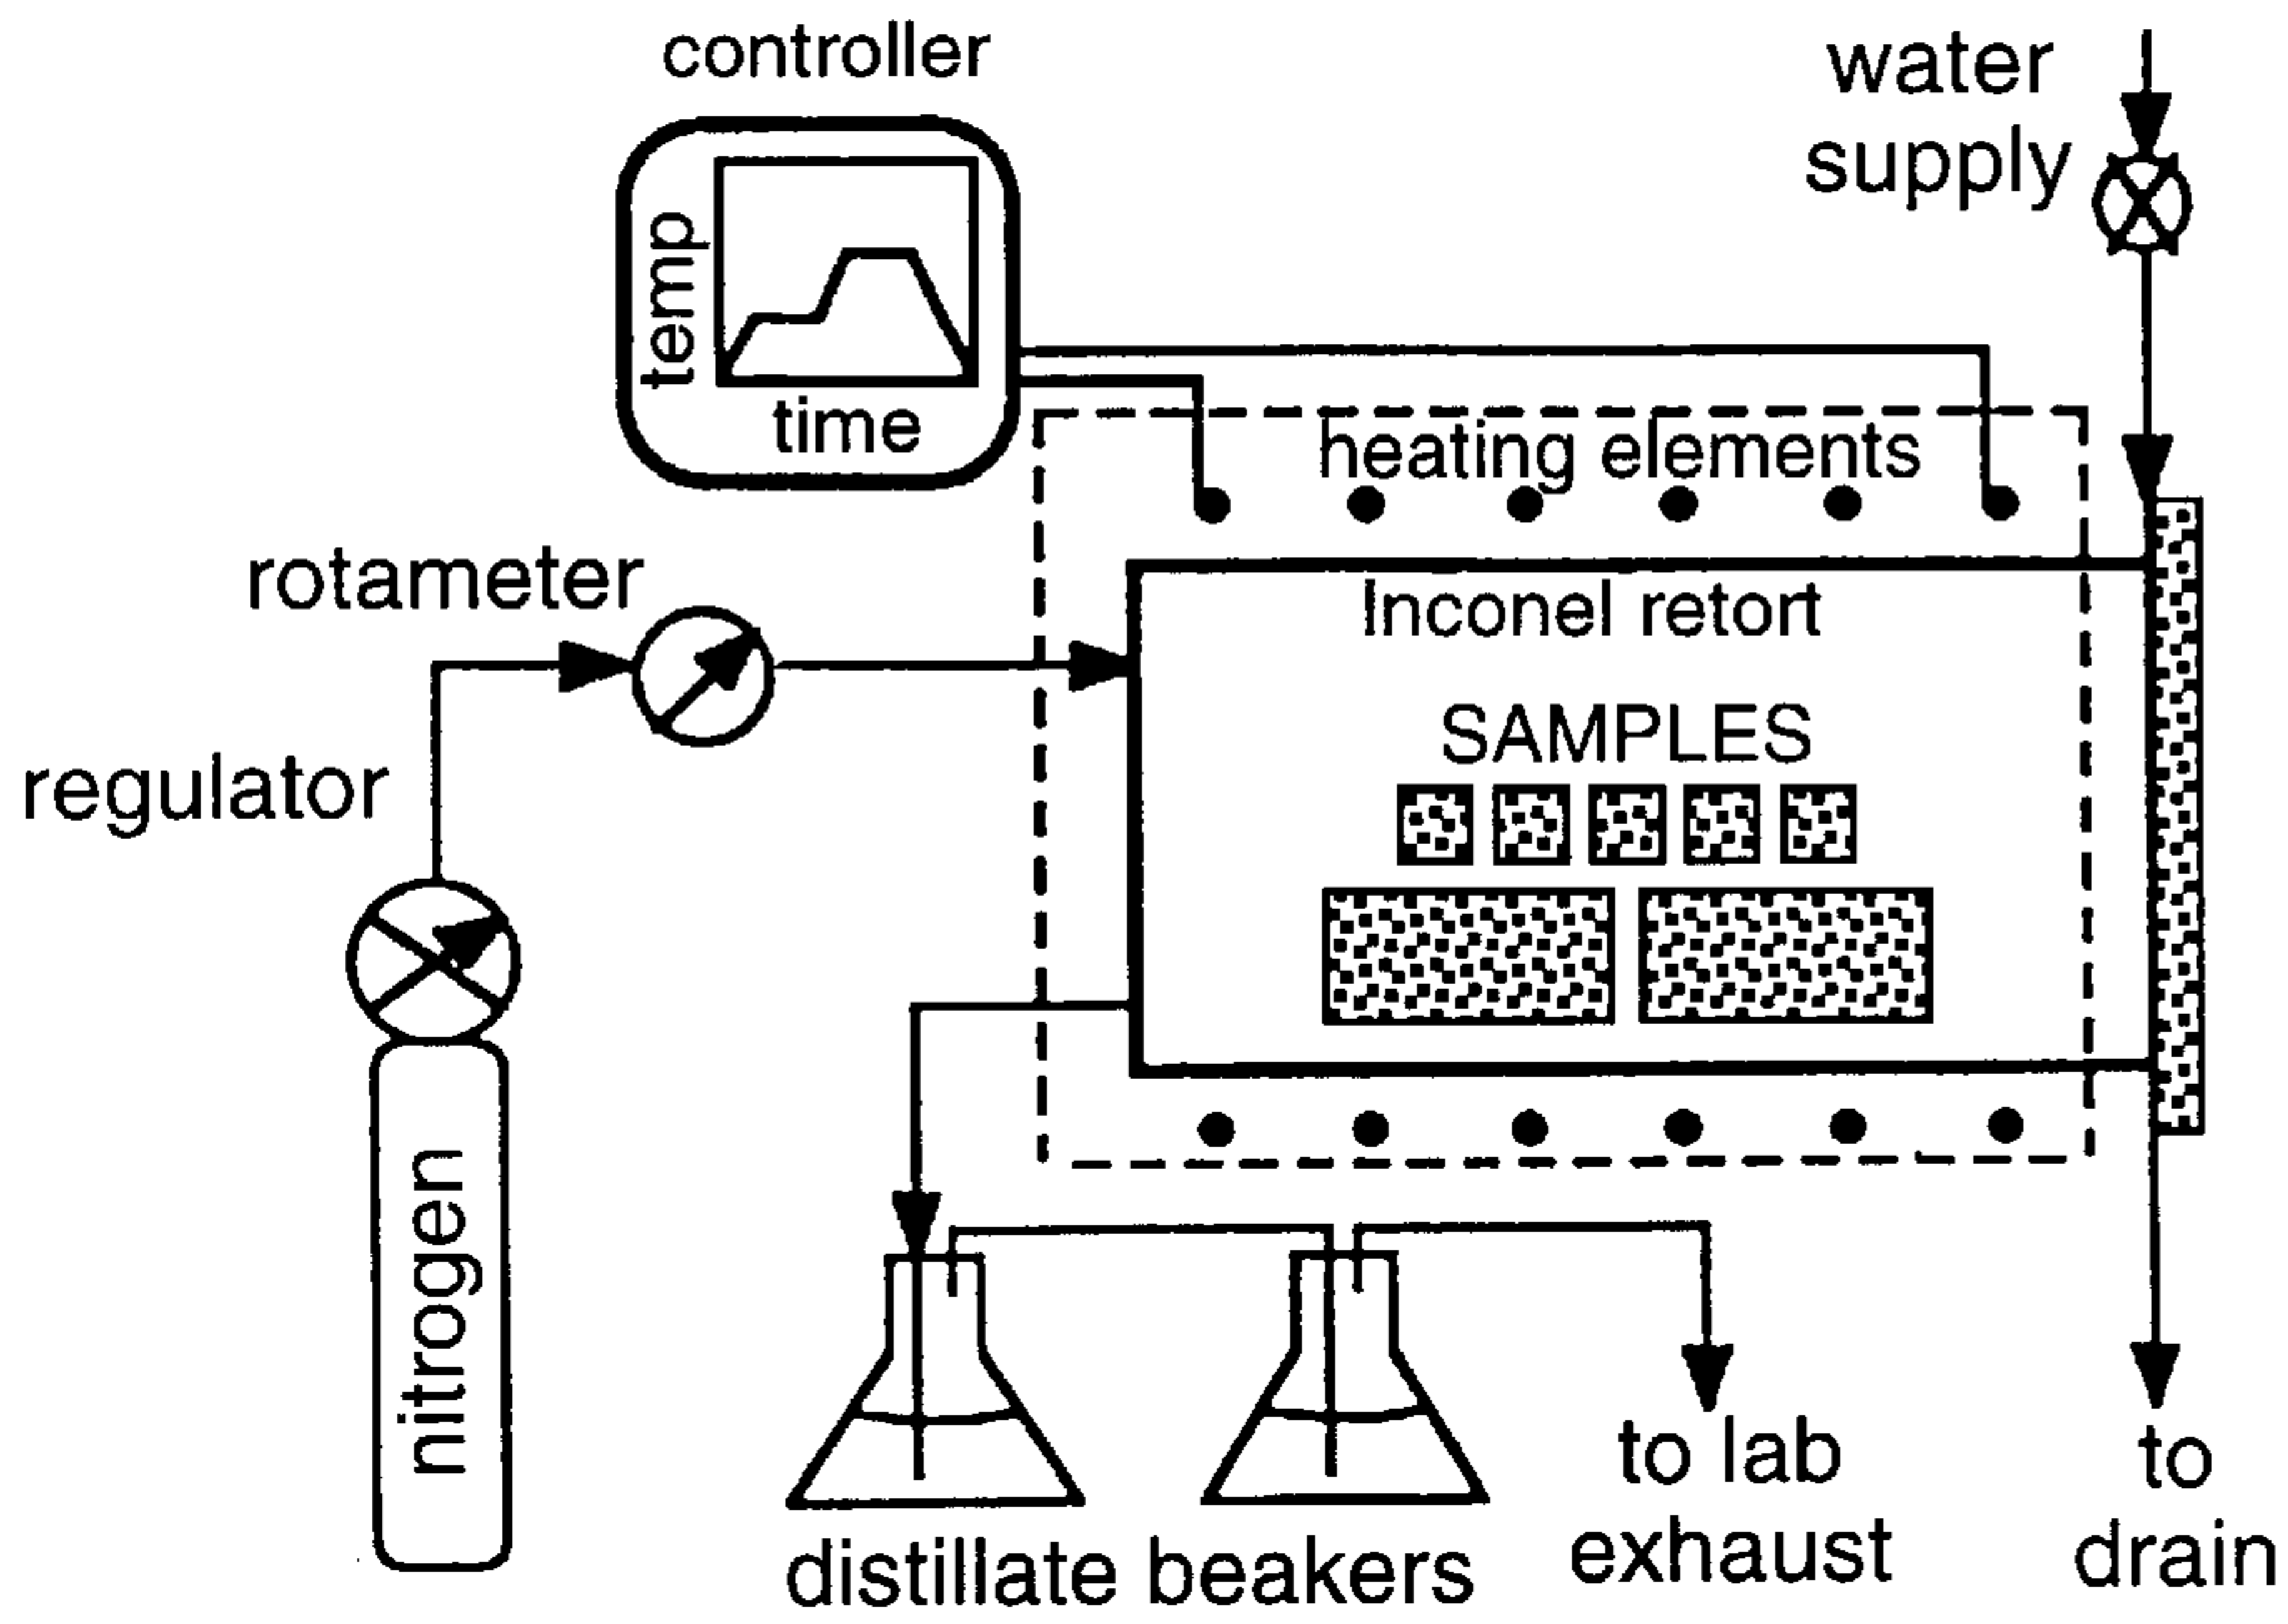 controller
temp
time
water
supply
heating elements
rotameter
Inconel retort
regulator
SAMPLES
nitrogen
distillate beakers
to lab
exhaust
to
drain